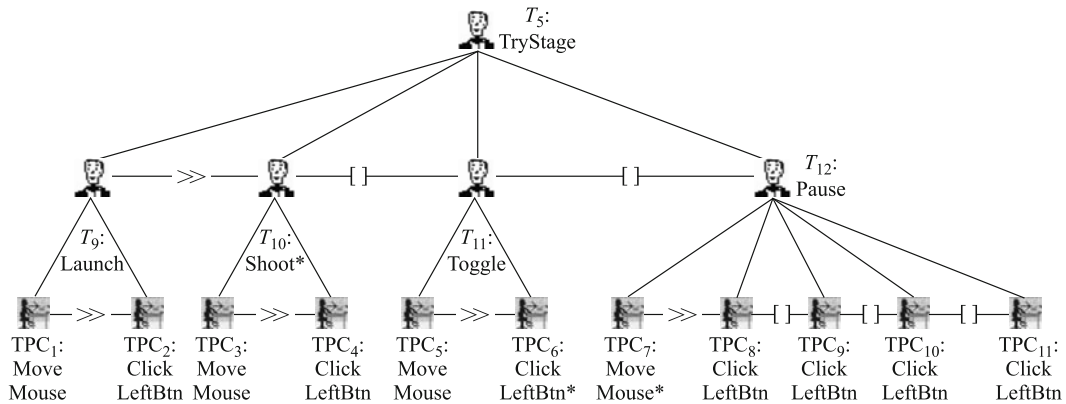 T₅:
TryStage
≫ [ ] [ ]
T₁₂:
Pause
T₉:
Launch
T₁₀:
Shoot*
T₁₁:
Toggle
≫ ≫ ≫ ≫ [ ] [ ] [ ]
TPC₁:
Move
Mouse
TPC₂:
Click
LeftBtn
TPC₃:
Move
Mouse
TPC₄:
Click
LeftBtn
TPC₅:
Move
Mouse
TPC₆:
Click
LeftBtn*
TPC₇:
Move
Mouse*
TPC₈:
Click
LeftBtn
TPC₉:
Click
LeftBtn
TPC₁₀:
Click
LeftBtn
TPC₁₁:
Click
LeftBtn